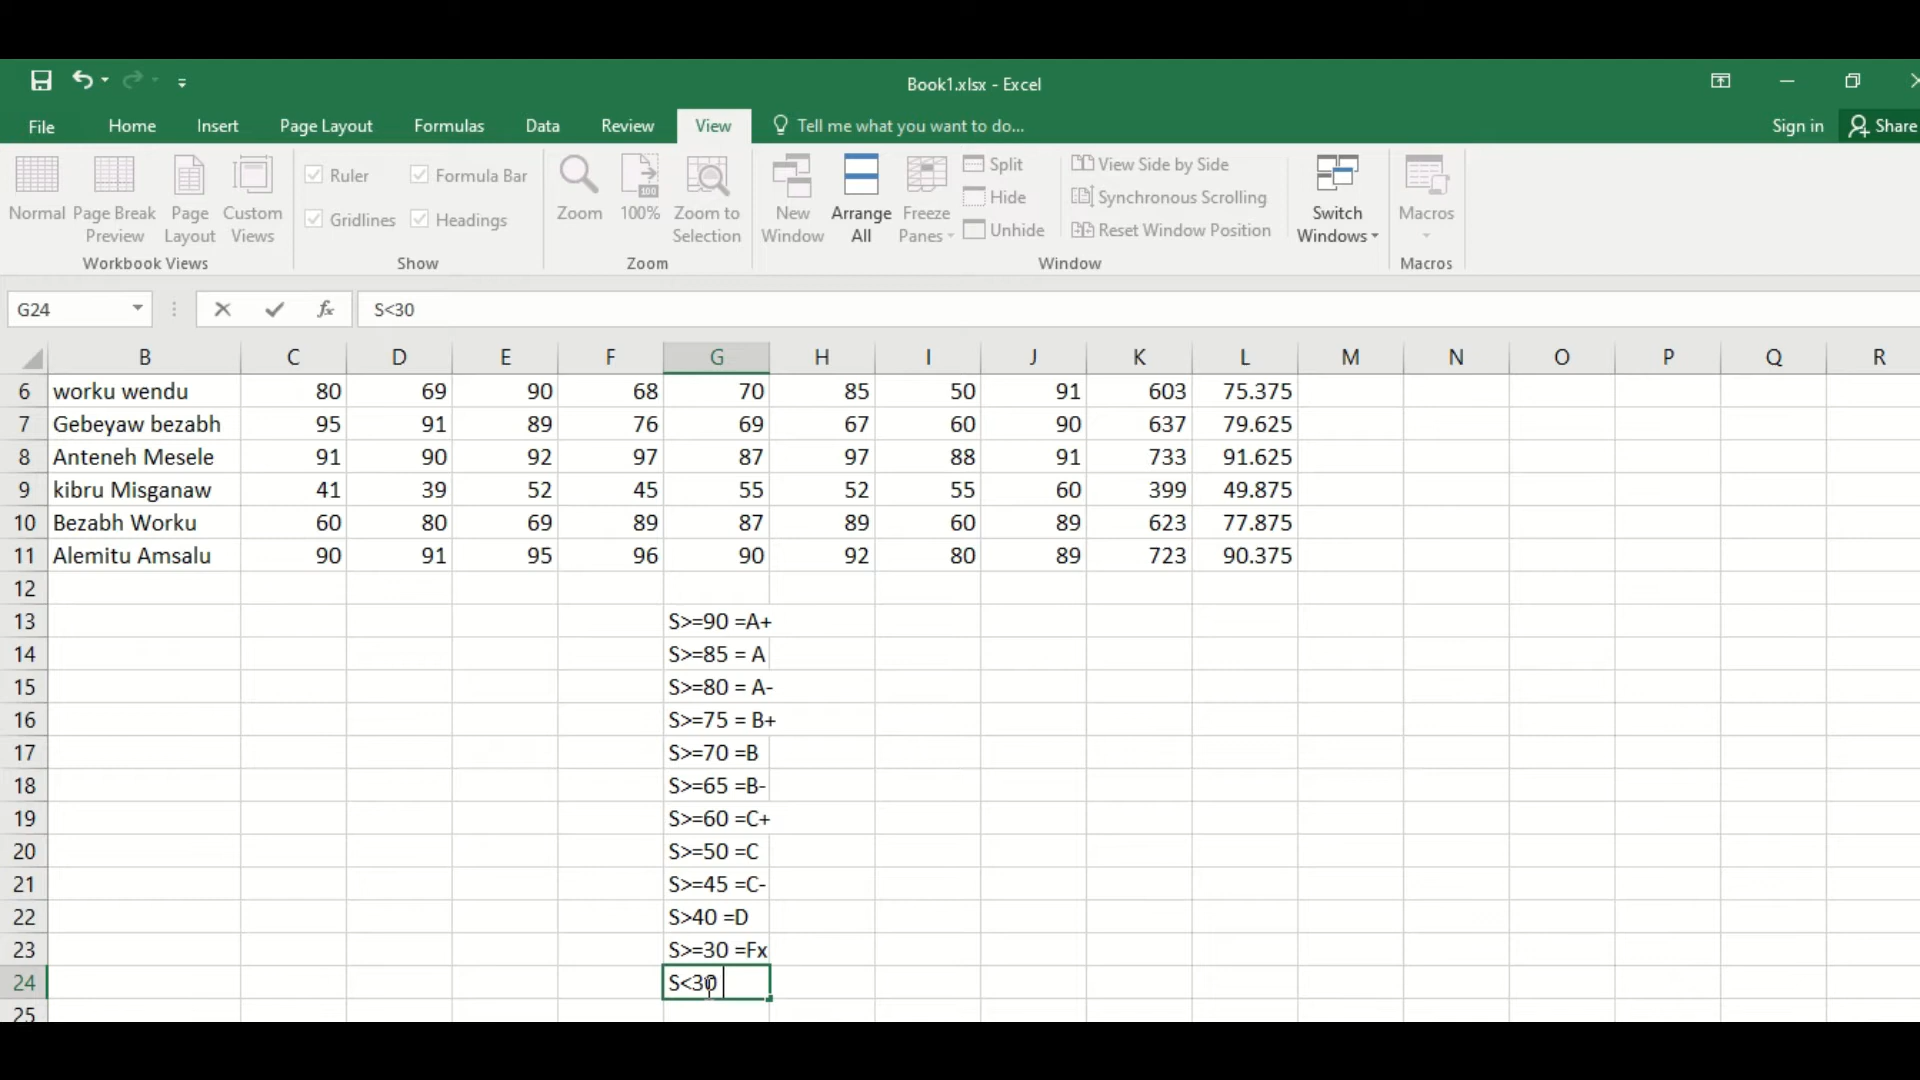 Book1.xlsx - Excel
File Home Insert Page Layout Formulas Data Review View Tell me what you want to do... Sign in Share
Normal Page Break Preview Page Layout Custom Views
Workbook Views
Ruler Formula Bar
Gridlines Headings
Show
Zoom 100% Zoom to Selection
Zoom
New Window Arrange All Freeze Panes
Split View Side by Side
Hide Synchronous Scrolling
Unhide Reset Window Position
Switch Windows
Window
Macros
Macros
G24 fx S<30
B C D E F G H I J K L M N O P Q R
6 worku wendu 80 69 90 68 70 85 50 91 603 75.375
7 Gebeyaw bezabh 95 91 89 76 69 67 60 90 637 79.625
8 Anteneh Mesele 91 90 92 97 87 97 88 91 733 91.625
9 kibru Misganaw 41 39 52 45 55 52 55 60 399 49.875
10 Bezabh Worku 60 80 69 89 87 89 60 89 623 77.875
11 Alemitu Amsalu 90 91 95 96 90 92 80 89 723 90.375
12
13 S>=90 =A+
14 S>=85 = A
15 S>=80 = A-
16 S>=75 = B+
17 S>=70 =B
18 S>=65 =B-
19 S>=60 =C+
20 S>=50 =C
21 S>=45 =C-
22 S>40 =D
23 S>=30 =Fx
24 S<30
25